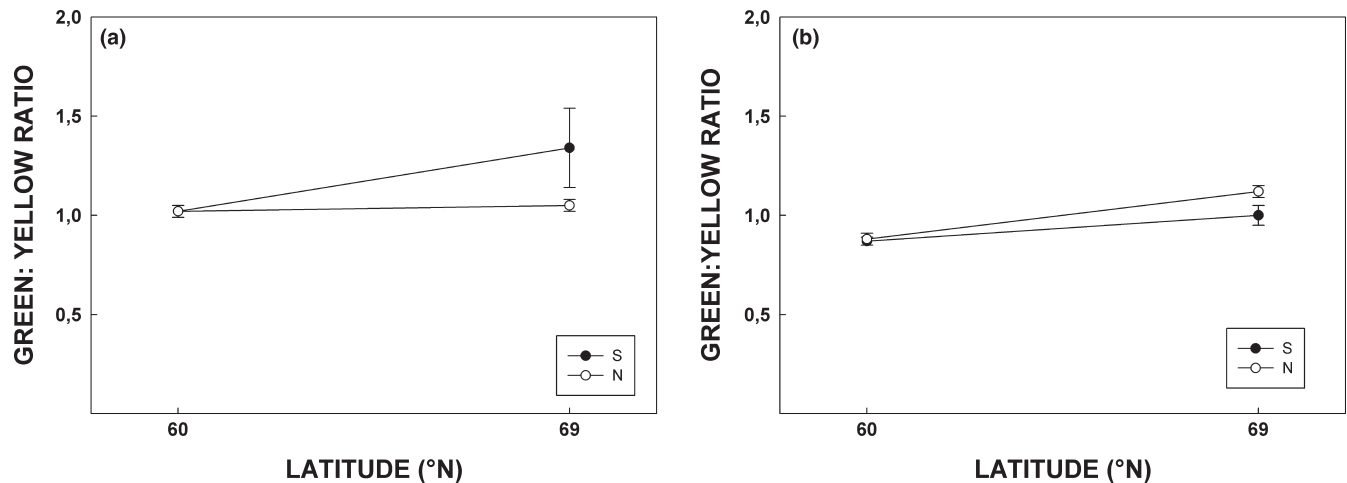 (a)
GREEN: YELLOW RATIO
2,0
1,5
1,0
0,5
60
69
LATITUDE (°N)
S
N
(b)
GREEN:YELLOW RATIO
2,0
1,5
1,0
0,5
60
69
LATITUDE (°N)
S
N